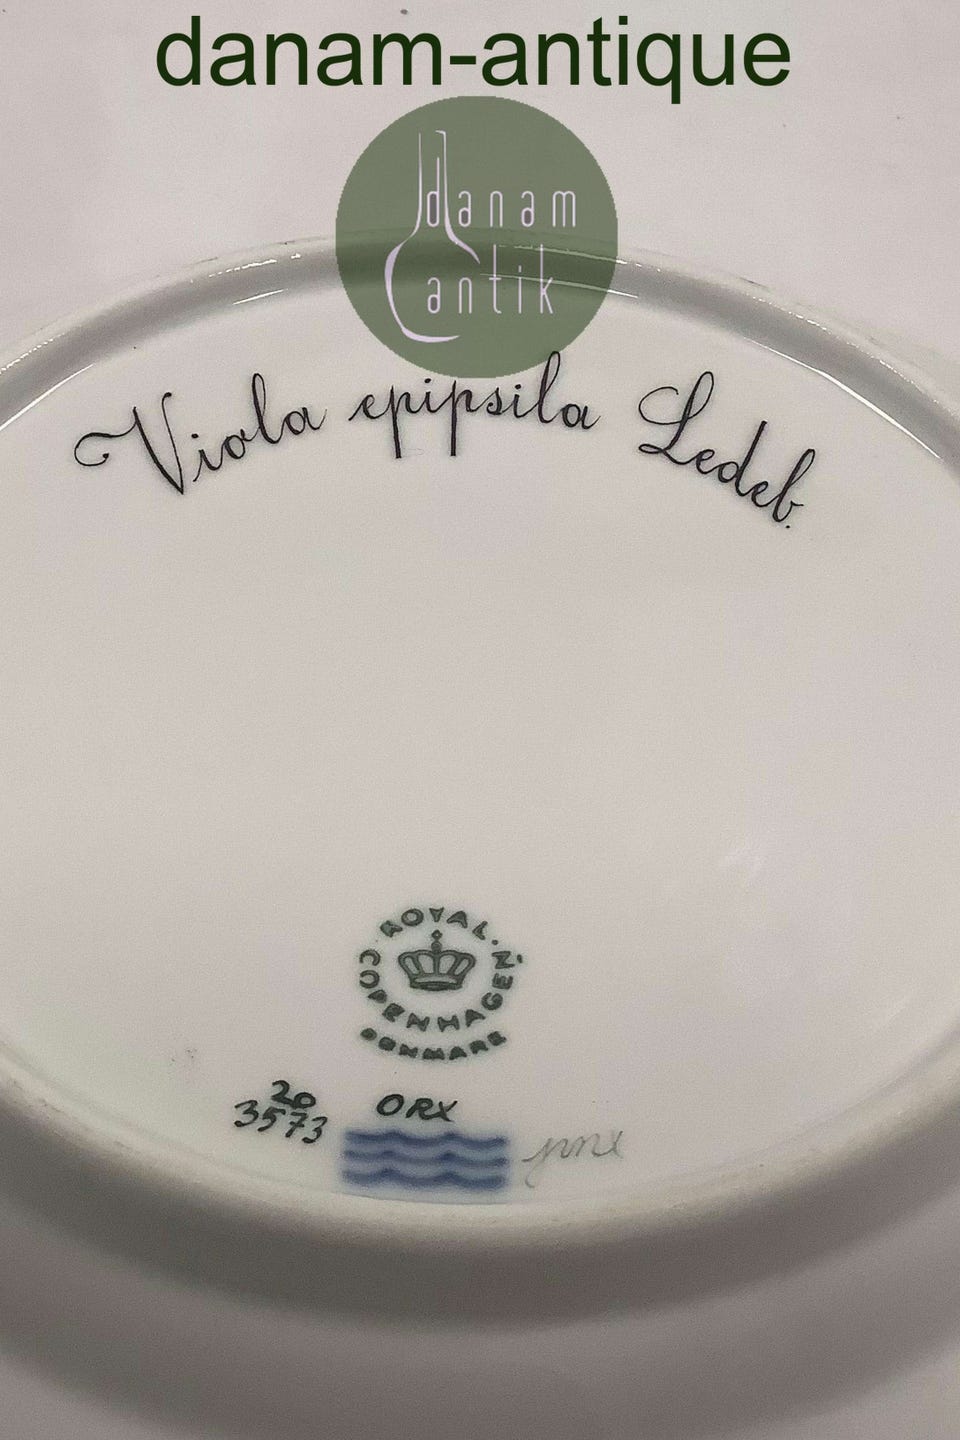 danam-antique
danam
antik
Viola epipsila Ledeb.
ROYAL.
COPENHAGEN
DENMARK
20
3573
ORX